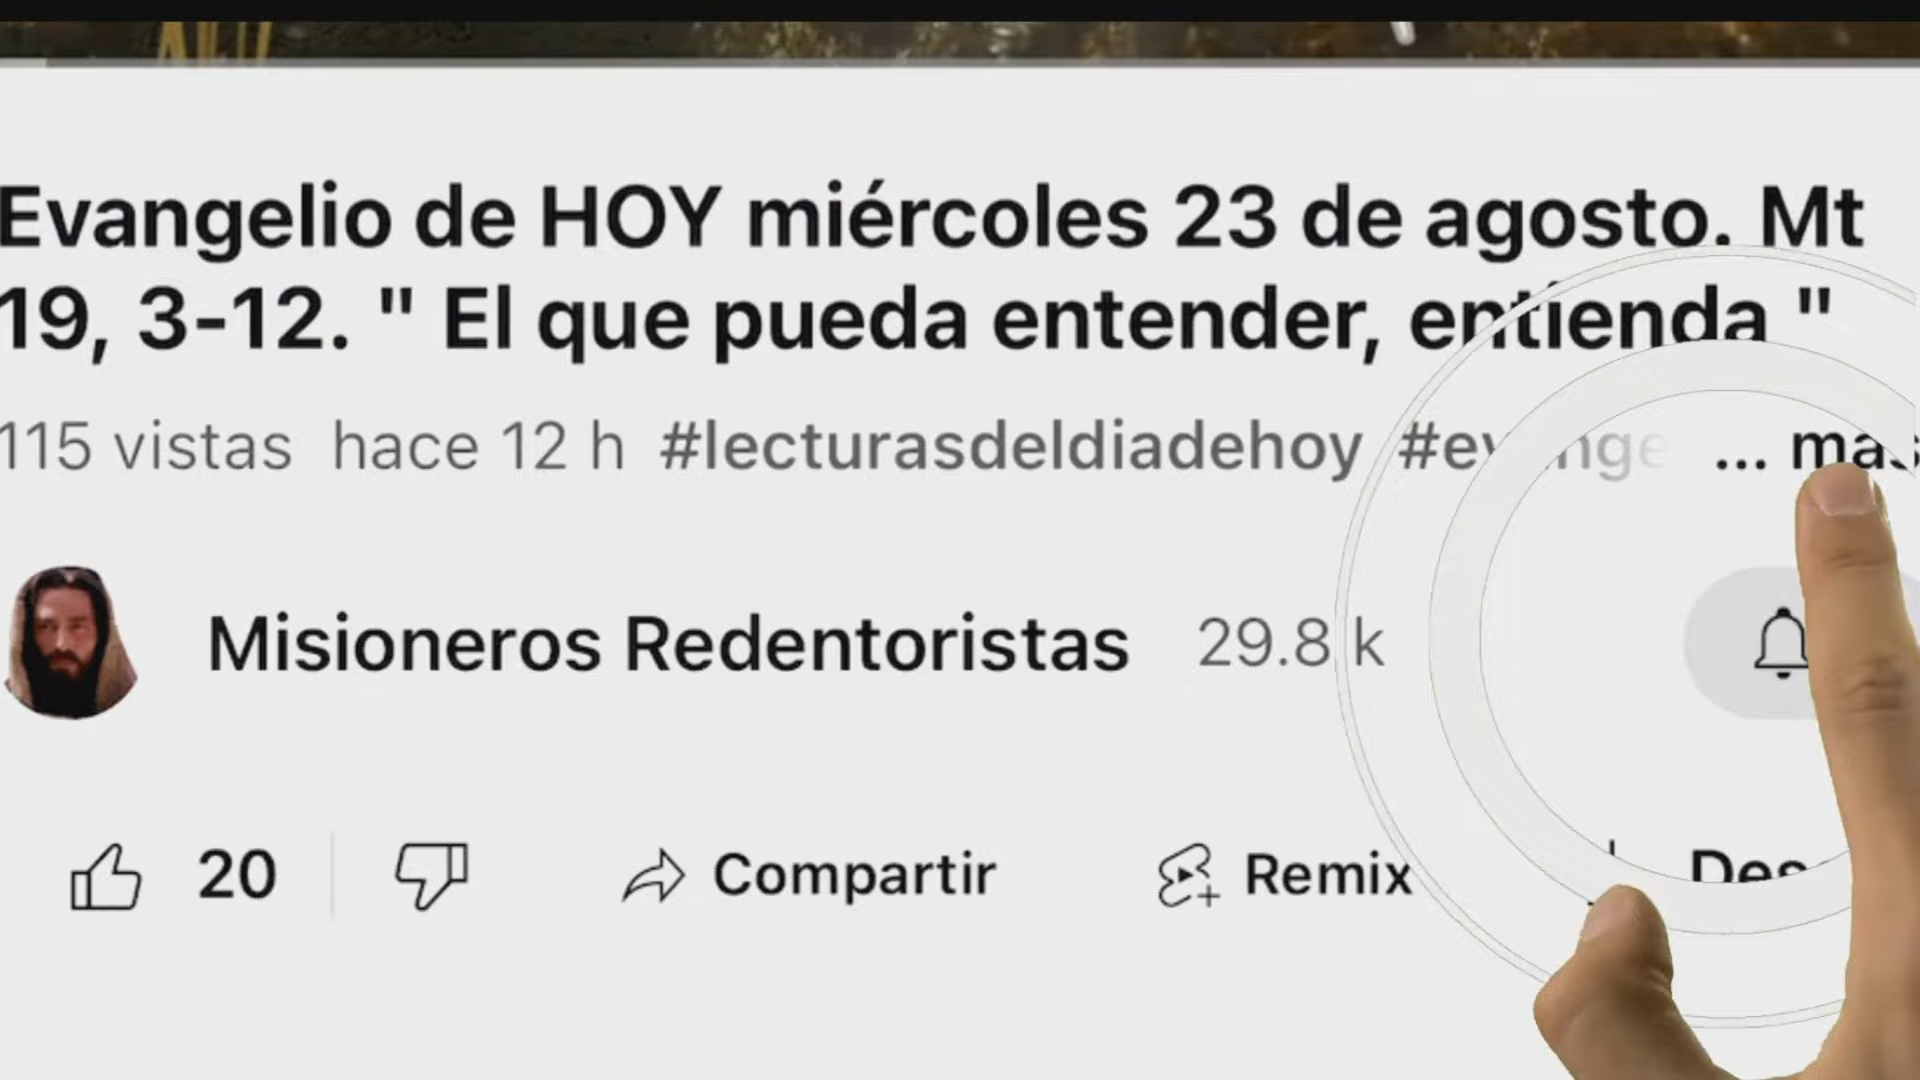 Evangelio de HOY miércoles 23 de agosto. Mt
19, 3-12. " El que pueda entender, entienda "
115 vistas hace 12 h #lecturasdeldiadehoy ... más
Misioneros Redentoristas 29.8 k
20 Compartir Remix